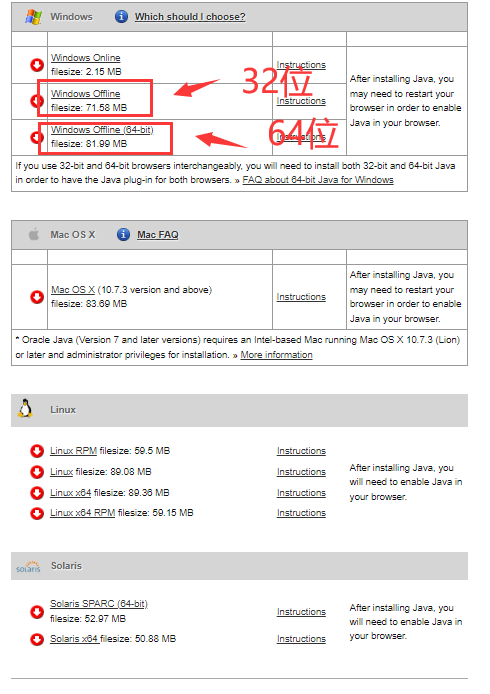 Windows Which should I choose?
Windows Online
filesize: 2.15 MB
Instructions
Windows Offline
filesize: 71.58 MB
32位
Instructions
Windows Offline (64-bit)
filesize: 81.99 MB
64位
Instructions
After installing Java, you
may need to restart your
browser in order to enable
Java in your browser.
If you use 32-bit and 64-bit browsers interchangeably, you will need to install both 32-bit and 64-bit Java
in order to have the Java plug-in for both browsers. » FAQ about 64-bit Java for Windows
Mac OS X Mac FAQ
Mac OS X (10.7.3 version and above)
filesize: 83.69 MB
Instructions
After installing Java, you
may need to restart your
browser in order to enable
Java in your browser.
* Oracle Java (Version 7 and later versions) requires an Intel-based Mac running Mac OS X 10.7.3 (Lion)
or later and administrator privileges for installation. » More information
Linux
Linux RPM filesize: 59.5 MB Instructions
Linux filesize: 89.08 MB Instructions
Linux x64 filesize: 89.36 MB Instructions
Linux x64 RPM filesize: 59.15 MB Instructions
After installing Java, you
will need to enable Java in
your browser.
solaris Solaris
Solaris SPARC (64-bit)
filesize: 52.97 MB
Instructions
Solaris x64 filesize: 50.88 MB Instructions
After installing Java, you
will need to enable Java in
your browser.